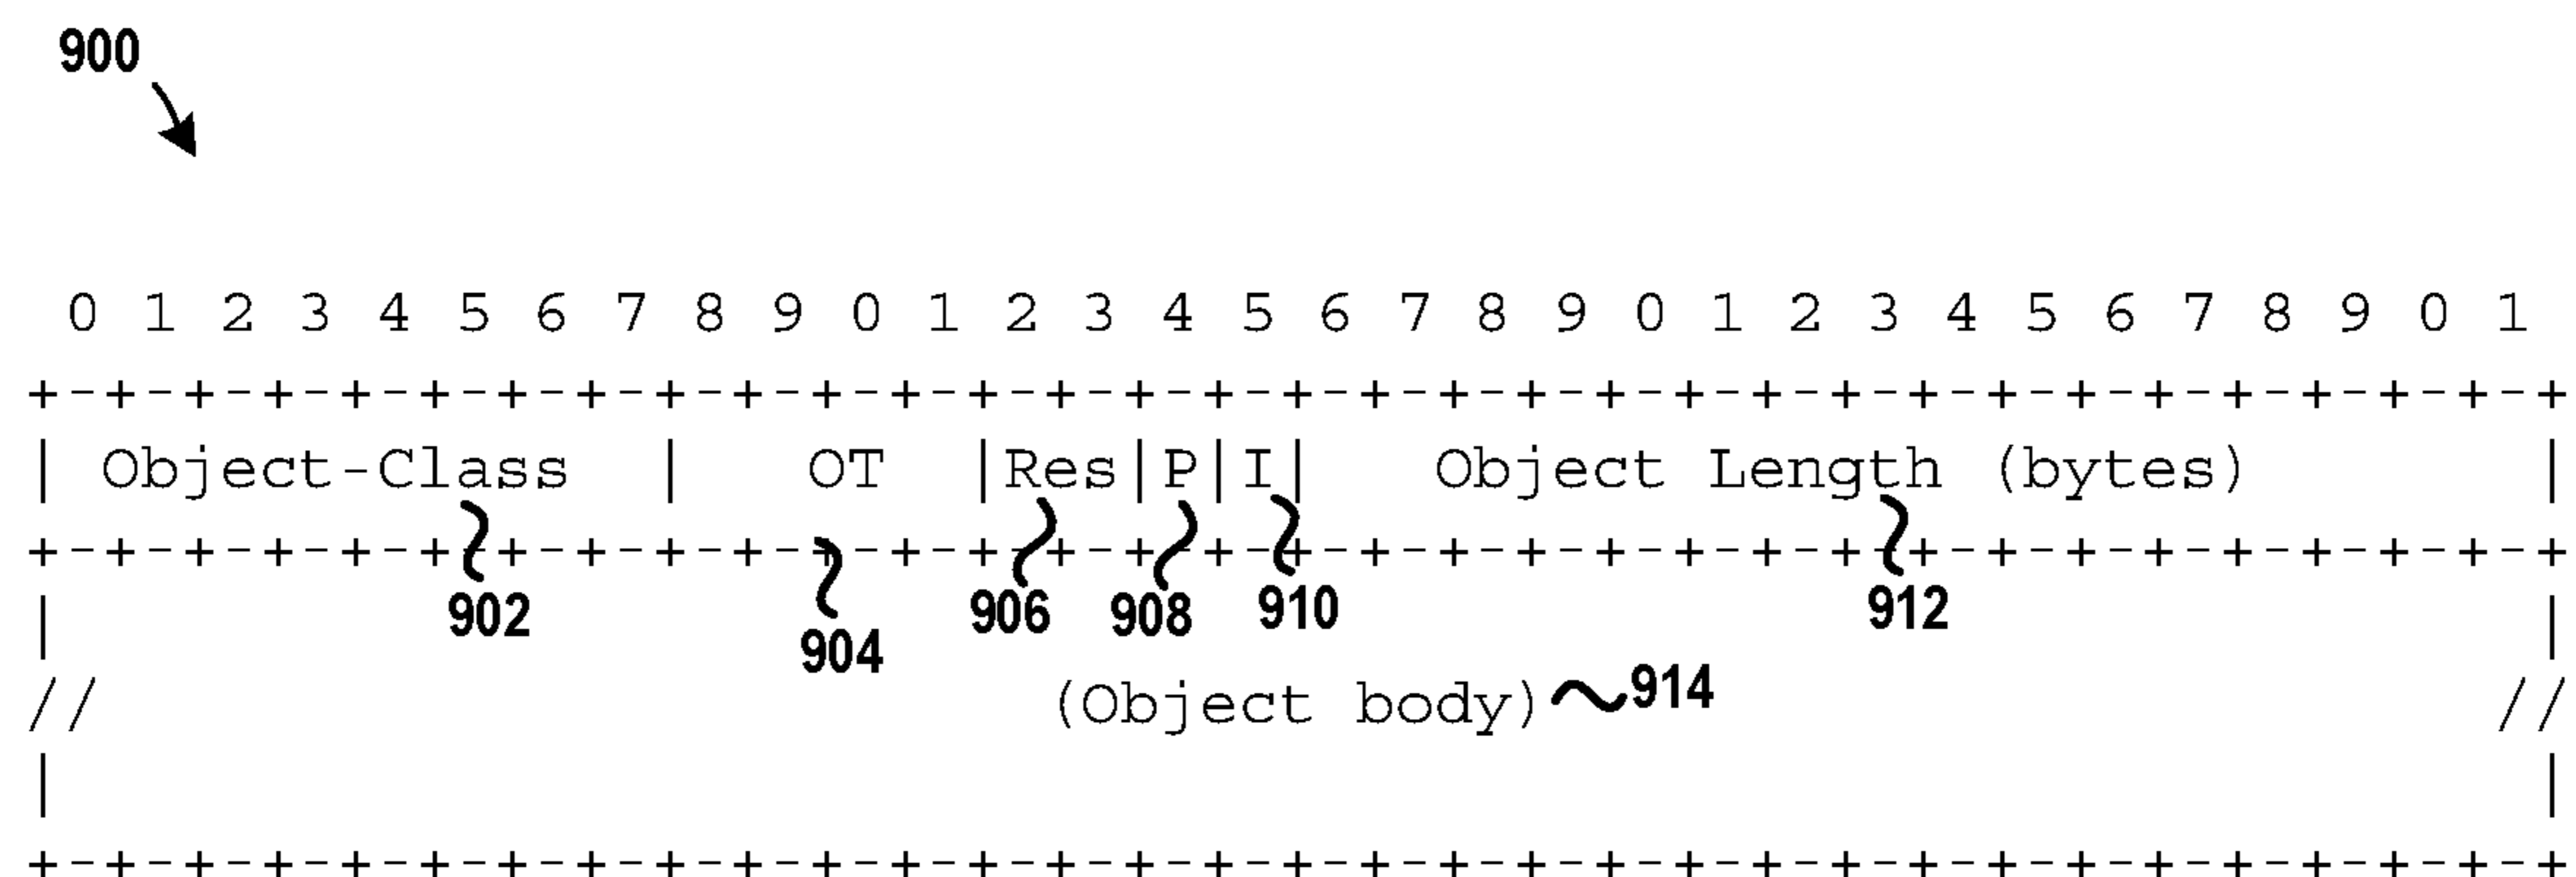 900
0 1 2 3 4 5 6 7 8 9 0 1 2 3 4 5 6 7 8 9 0 1 2 3 4 5 6 7 8 9 0 1
+-+-+-+-+-+-+-+-+-+-+-+-+-+-+-+-+-+-+-+-+-+-+-+-+-+-+-+-+-+-+-+-+
| Object-Class | OT |Res|P|I| Object Length (bytes) |
+-+-+-+-+-+-+-+-+-+-+-+-+-+-+-+-+-+-+-+-+-+-+-+-+-+-+-+-+-+-+-+-+
| 902 904 906 908 910 912 |
// (Object body) 914 //
| |
+-+-+-+-+-+-+-+-+-+-+-+-+-+-+-+-+-+-+-+-+-+-+-+-+-+-+-+-+-+-+-+-+